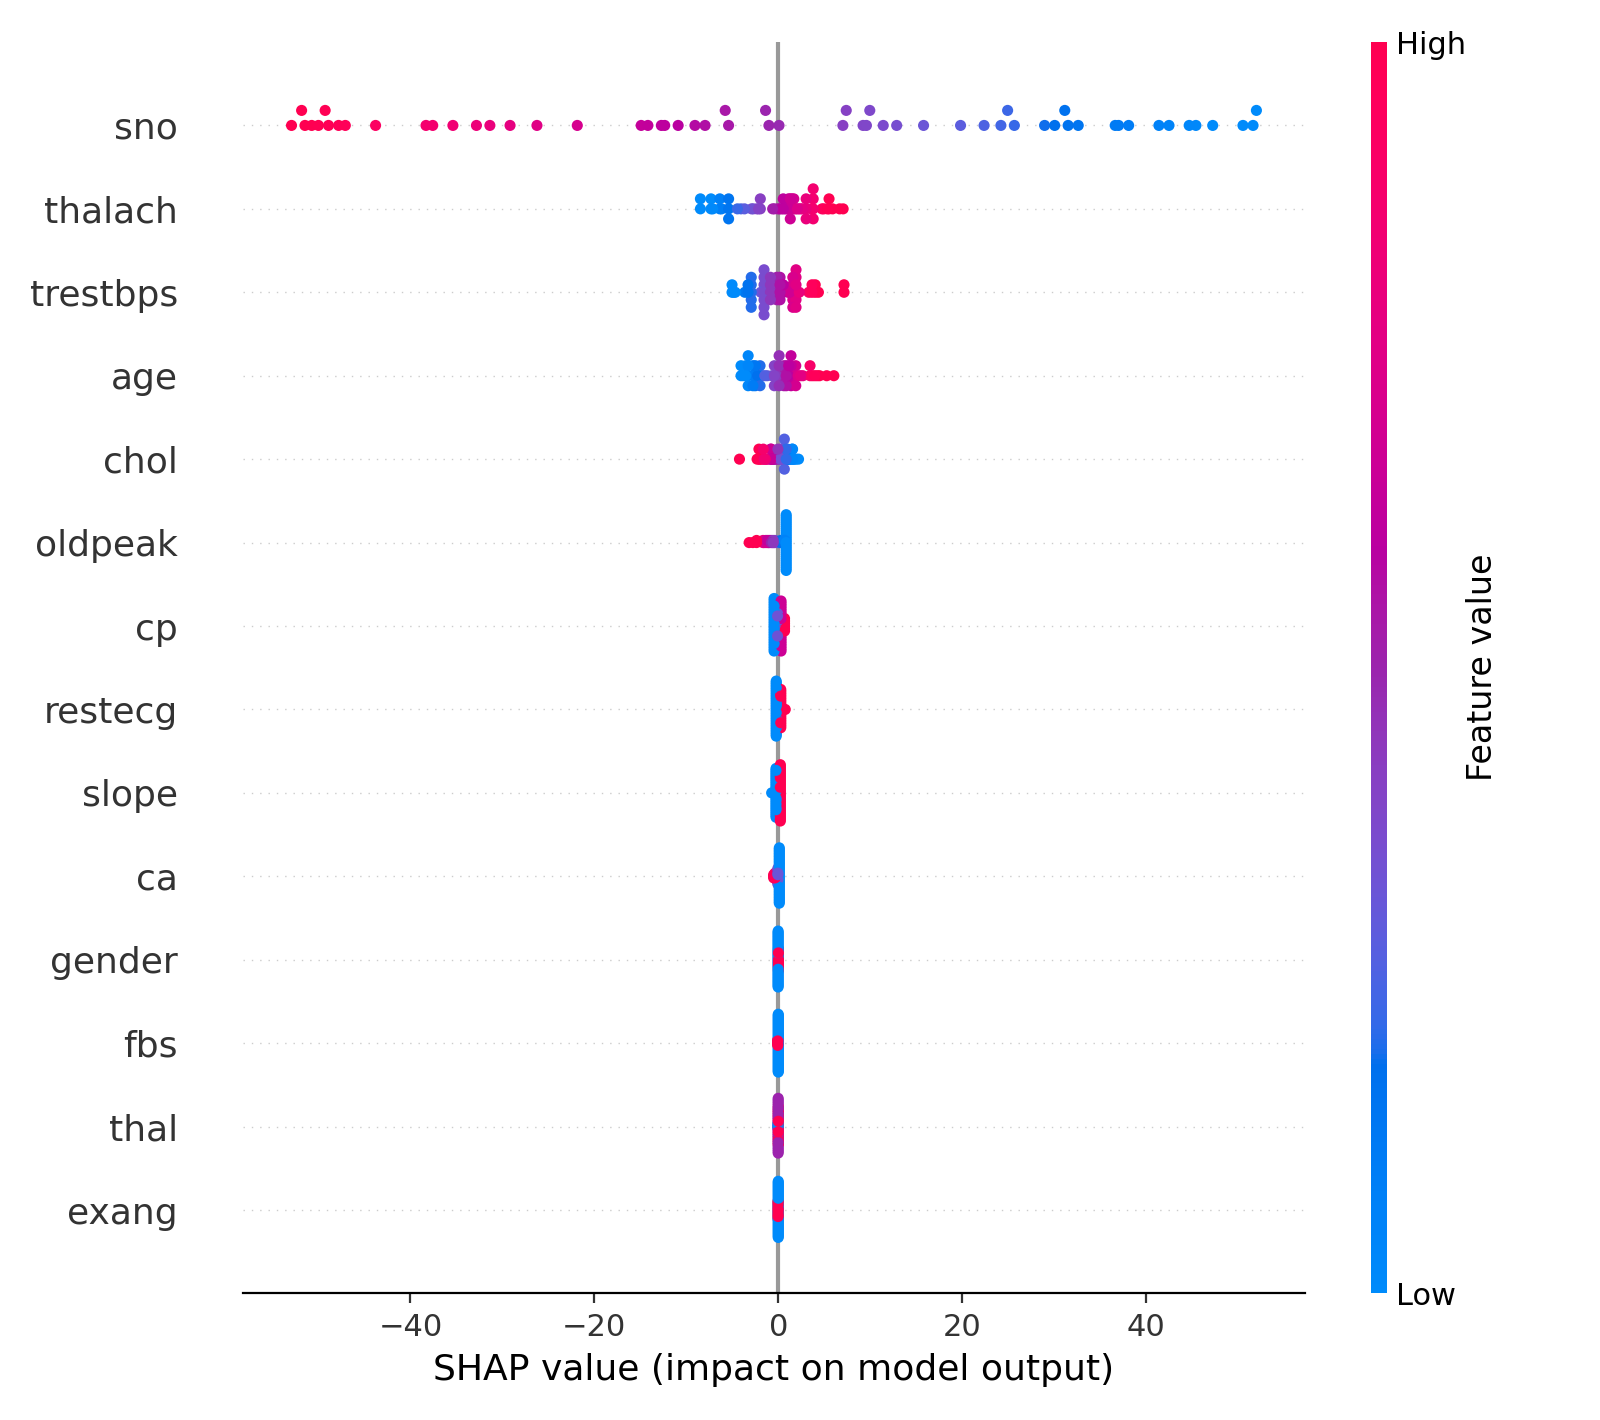 High
sno
thalach
trestbps
age
chol
oldpeak
cp
restecg
slope
ca
gender
fbs
thal
exang
Feature value
Low
−40 −20 0 20 40
SHAP value (impact on model output)